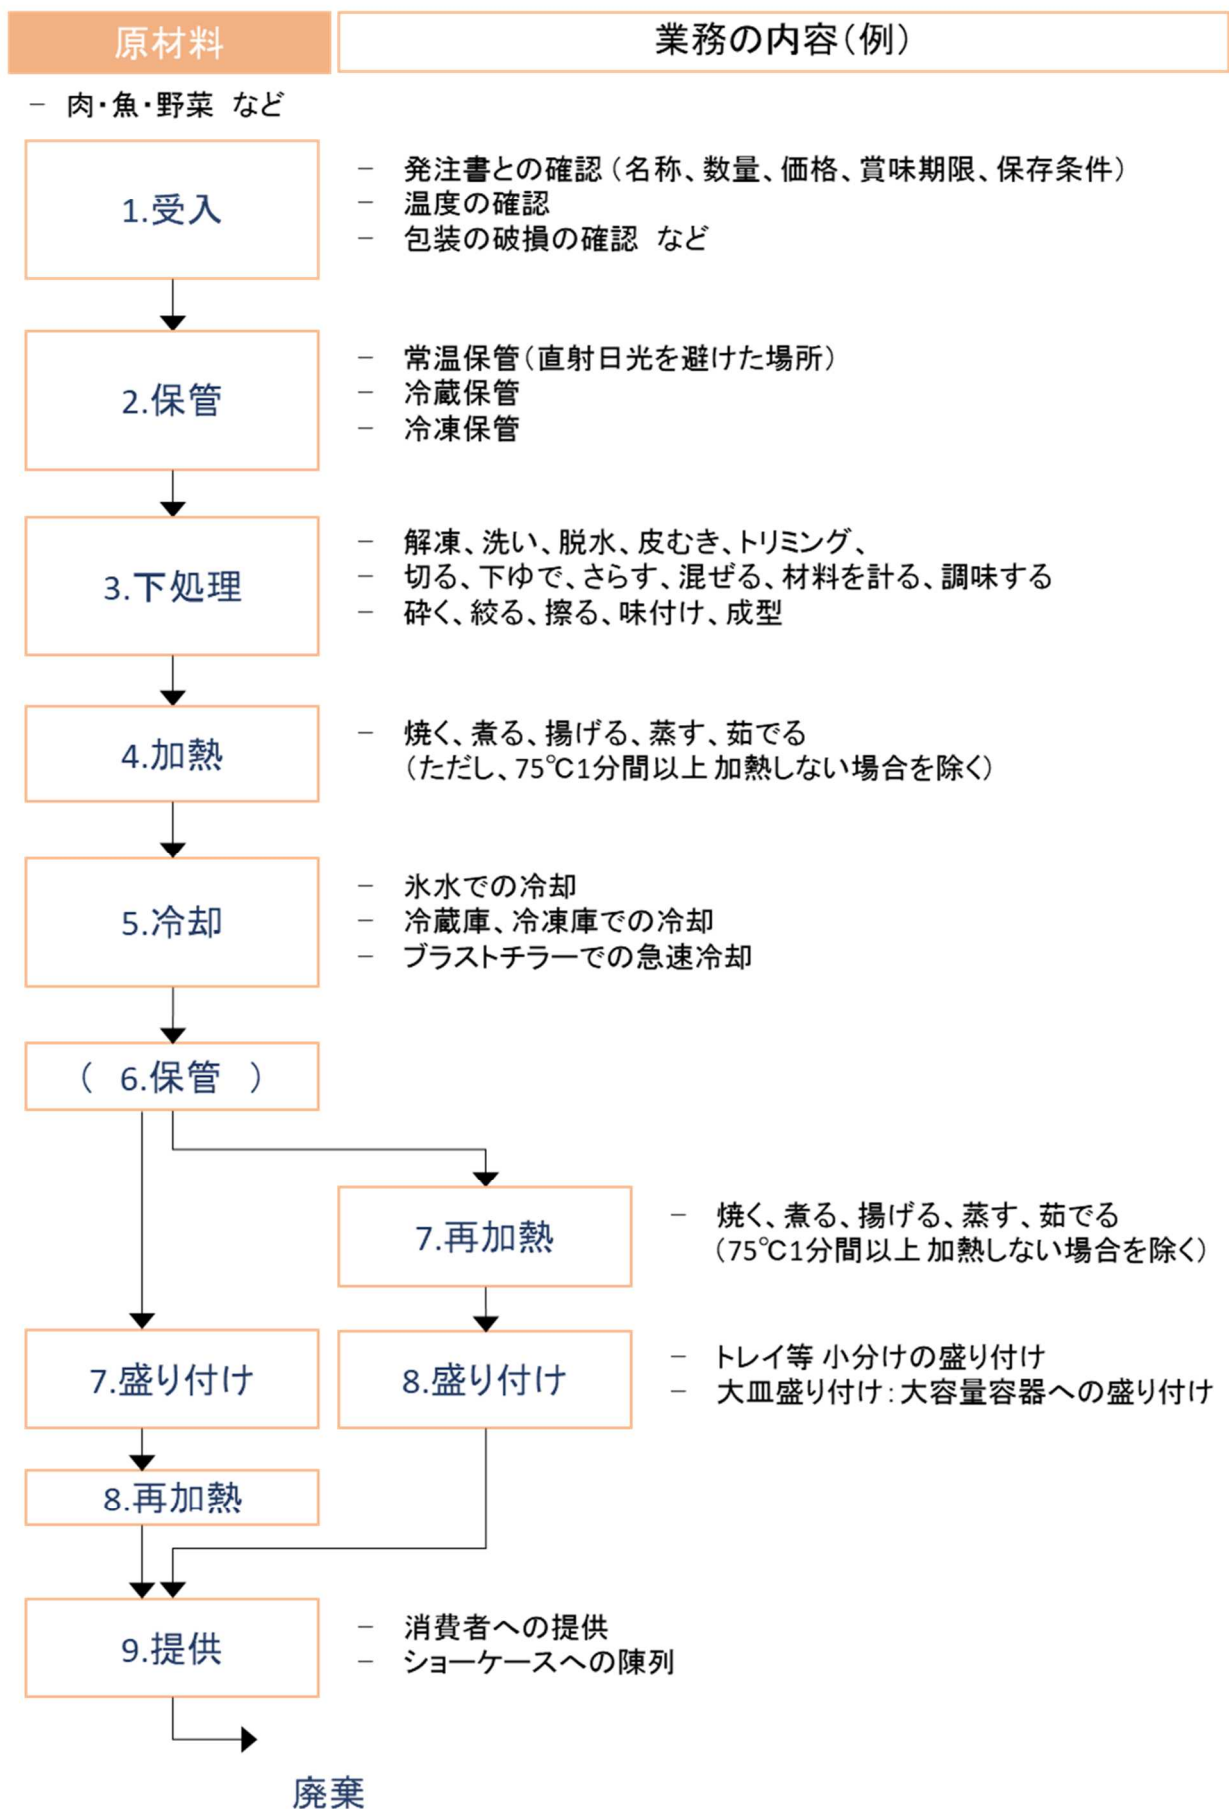 原材料
業務の内容（例）
－ 肉・魚・野菜 など
1.受入
－ 発注書との確認（名称、数量、価格、賞味期限、保存条件）
－ 温度の確認
－ 包装の破損の確認 など
2.保管
－ 常温保管（直射日光を避けた場所）
－ 冷蔵保管
－ 冷凍保管
3.下処理
－ 解凍、洗い、脱水、皮むき、トリミング、
－ 切る、下ゆで、さらす、混ぜる、材料を計る、調味する
－ 砕く、絞る、擦る、味付け、成型
4.加熱
－ 焼く、煮る、揚げる、蒸す、茹でる
（ただし、75℃1分間以上 加熱しない場合を除く）
5.冷却
－ 氷水での冷却
－ 冷蔵庫、冷凍庫での冷却
－ ブラストチラーでの急速冷却
（ 6.保管 ）
7.再加熱
－ 焼く、煮る、揚げる、蒸す、茹でる
（75℃1分間以上 加熱しない場合を除く）
7.盛り付け
8.盛り付け
－ トレイ等 小分けの盛り付け
－ 大皿盛り付け：大容量容器への盛り付け
8.再加熱
9.提供
－ 消費者への提供
－ ショーケースへの陳列
廃棄